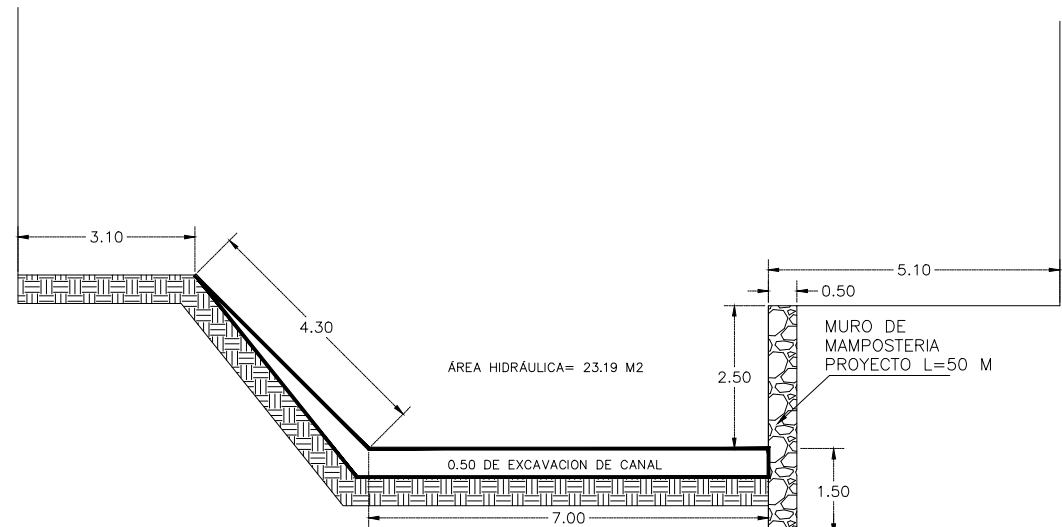 3.10
5.10
0.50
4.30
MURO DE
MAMPOSTERIA
PROYECTO L=50 M
ÁREA HIDRÁULICA= 23.19 M2
2.50
0.50 DE EXCAVACION DE CANAL
1.50
7.00